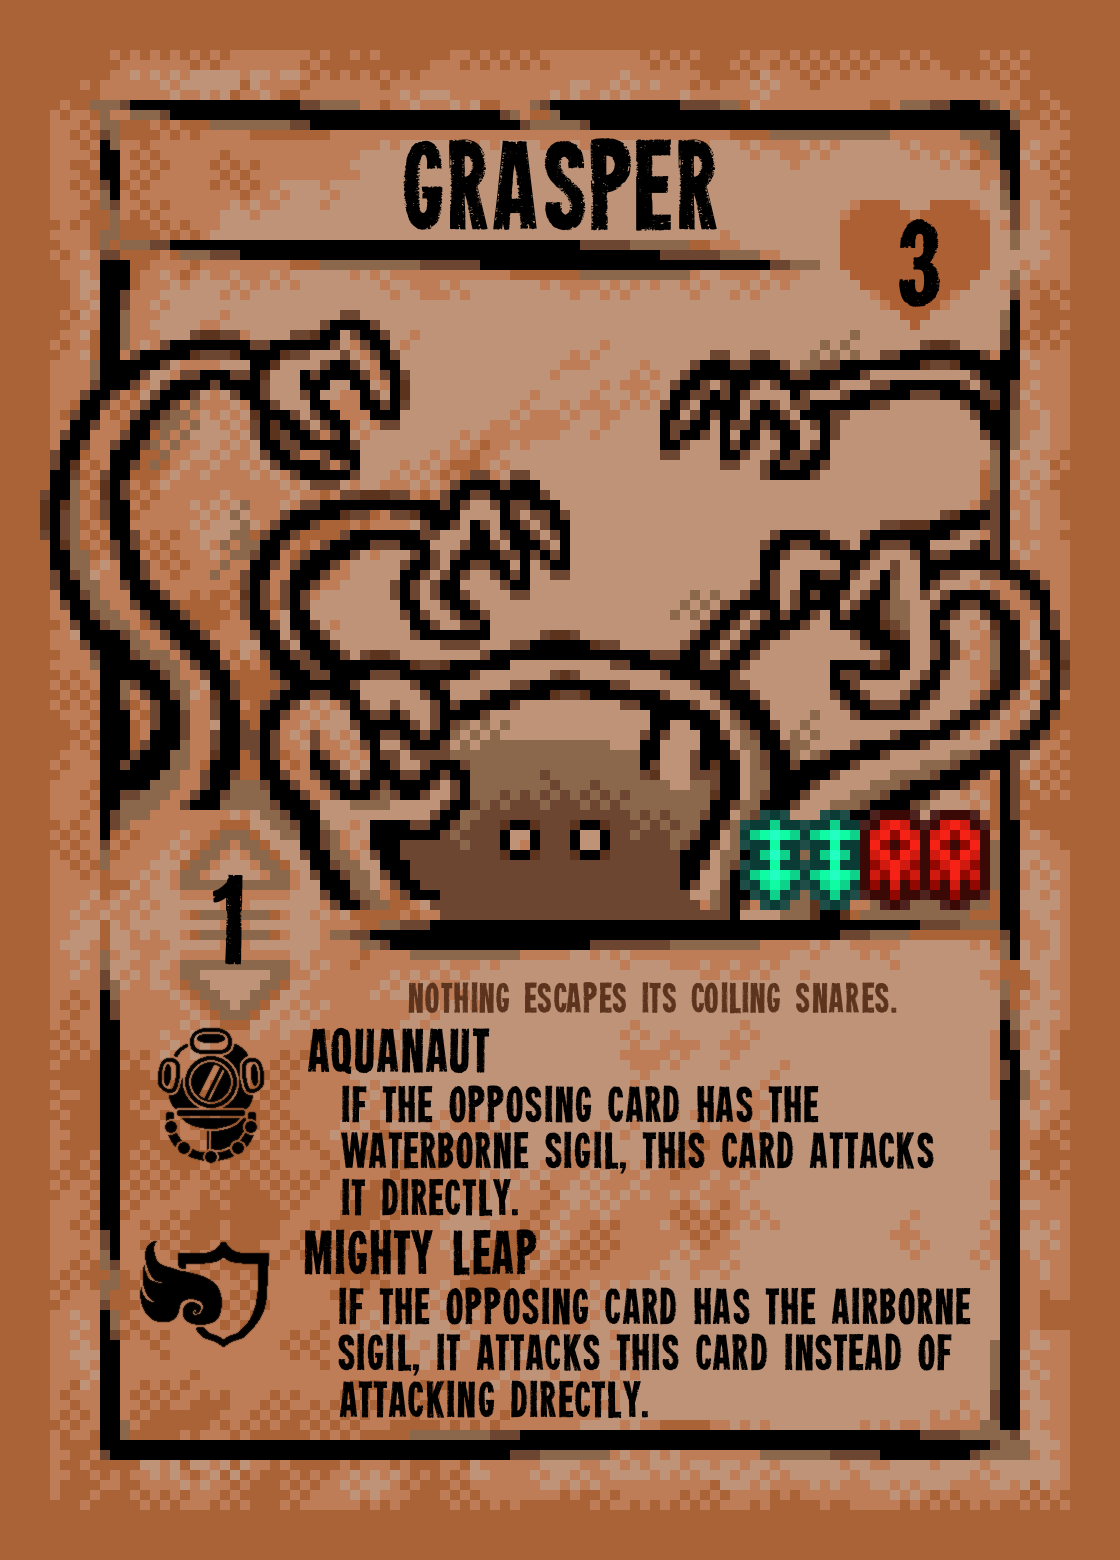 GRASPER
3
1
NOTHING ESCAPES ITS COILING SNARES.
AQUANAUT
IF THE OPPOSING CARD HAS THE
WATERBORNE SIGIL, THIS CARD ATTACKS
IT DIRECTLY.
MIGHTY LEAP
IF THE OPPOSING CARD HAS THE AIRBORNE
SIGIL, IT ATTACKS THIS CARD INSTEAD OF
ATTACKING DIRECTLY.